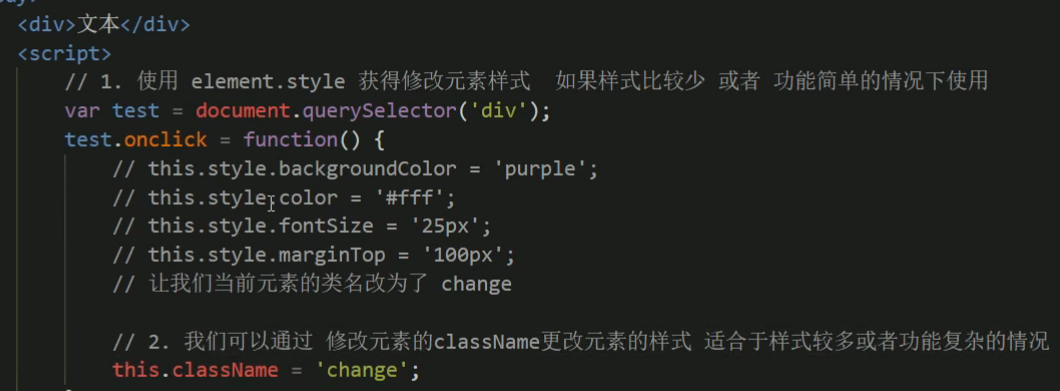 <div>文本</div>
<script>
// 1. 使用 element.style 获得修改元素样式  如果样式比较少 或者 功能简单的情况下使用
var test = document.querySelector('div');
test.onclick = function() {
// this.style.backgroundColor = 'purple';
// this.style.color = '#fff';
// this.style.fontSize = '25px';
// this.style.marginTop = '100px';
// 让我们当前元素的类名改为了 change
// 2. 我们可以通过 修改元素的className更改元素的样式 适合于样式较多或者功能复杂的情况
this.className = 'change';